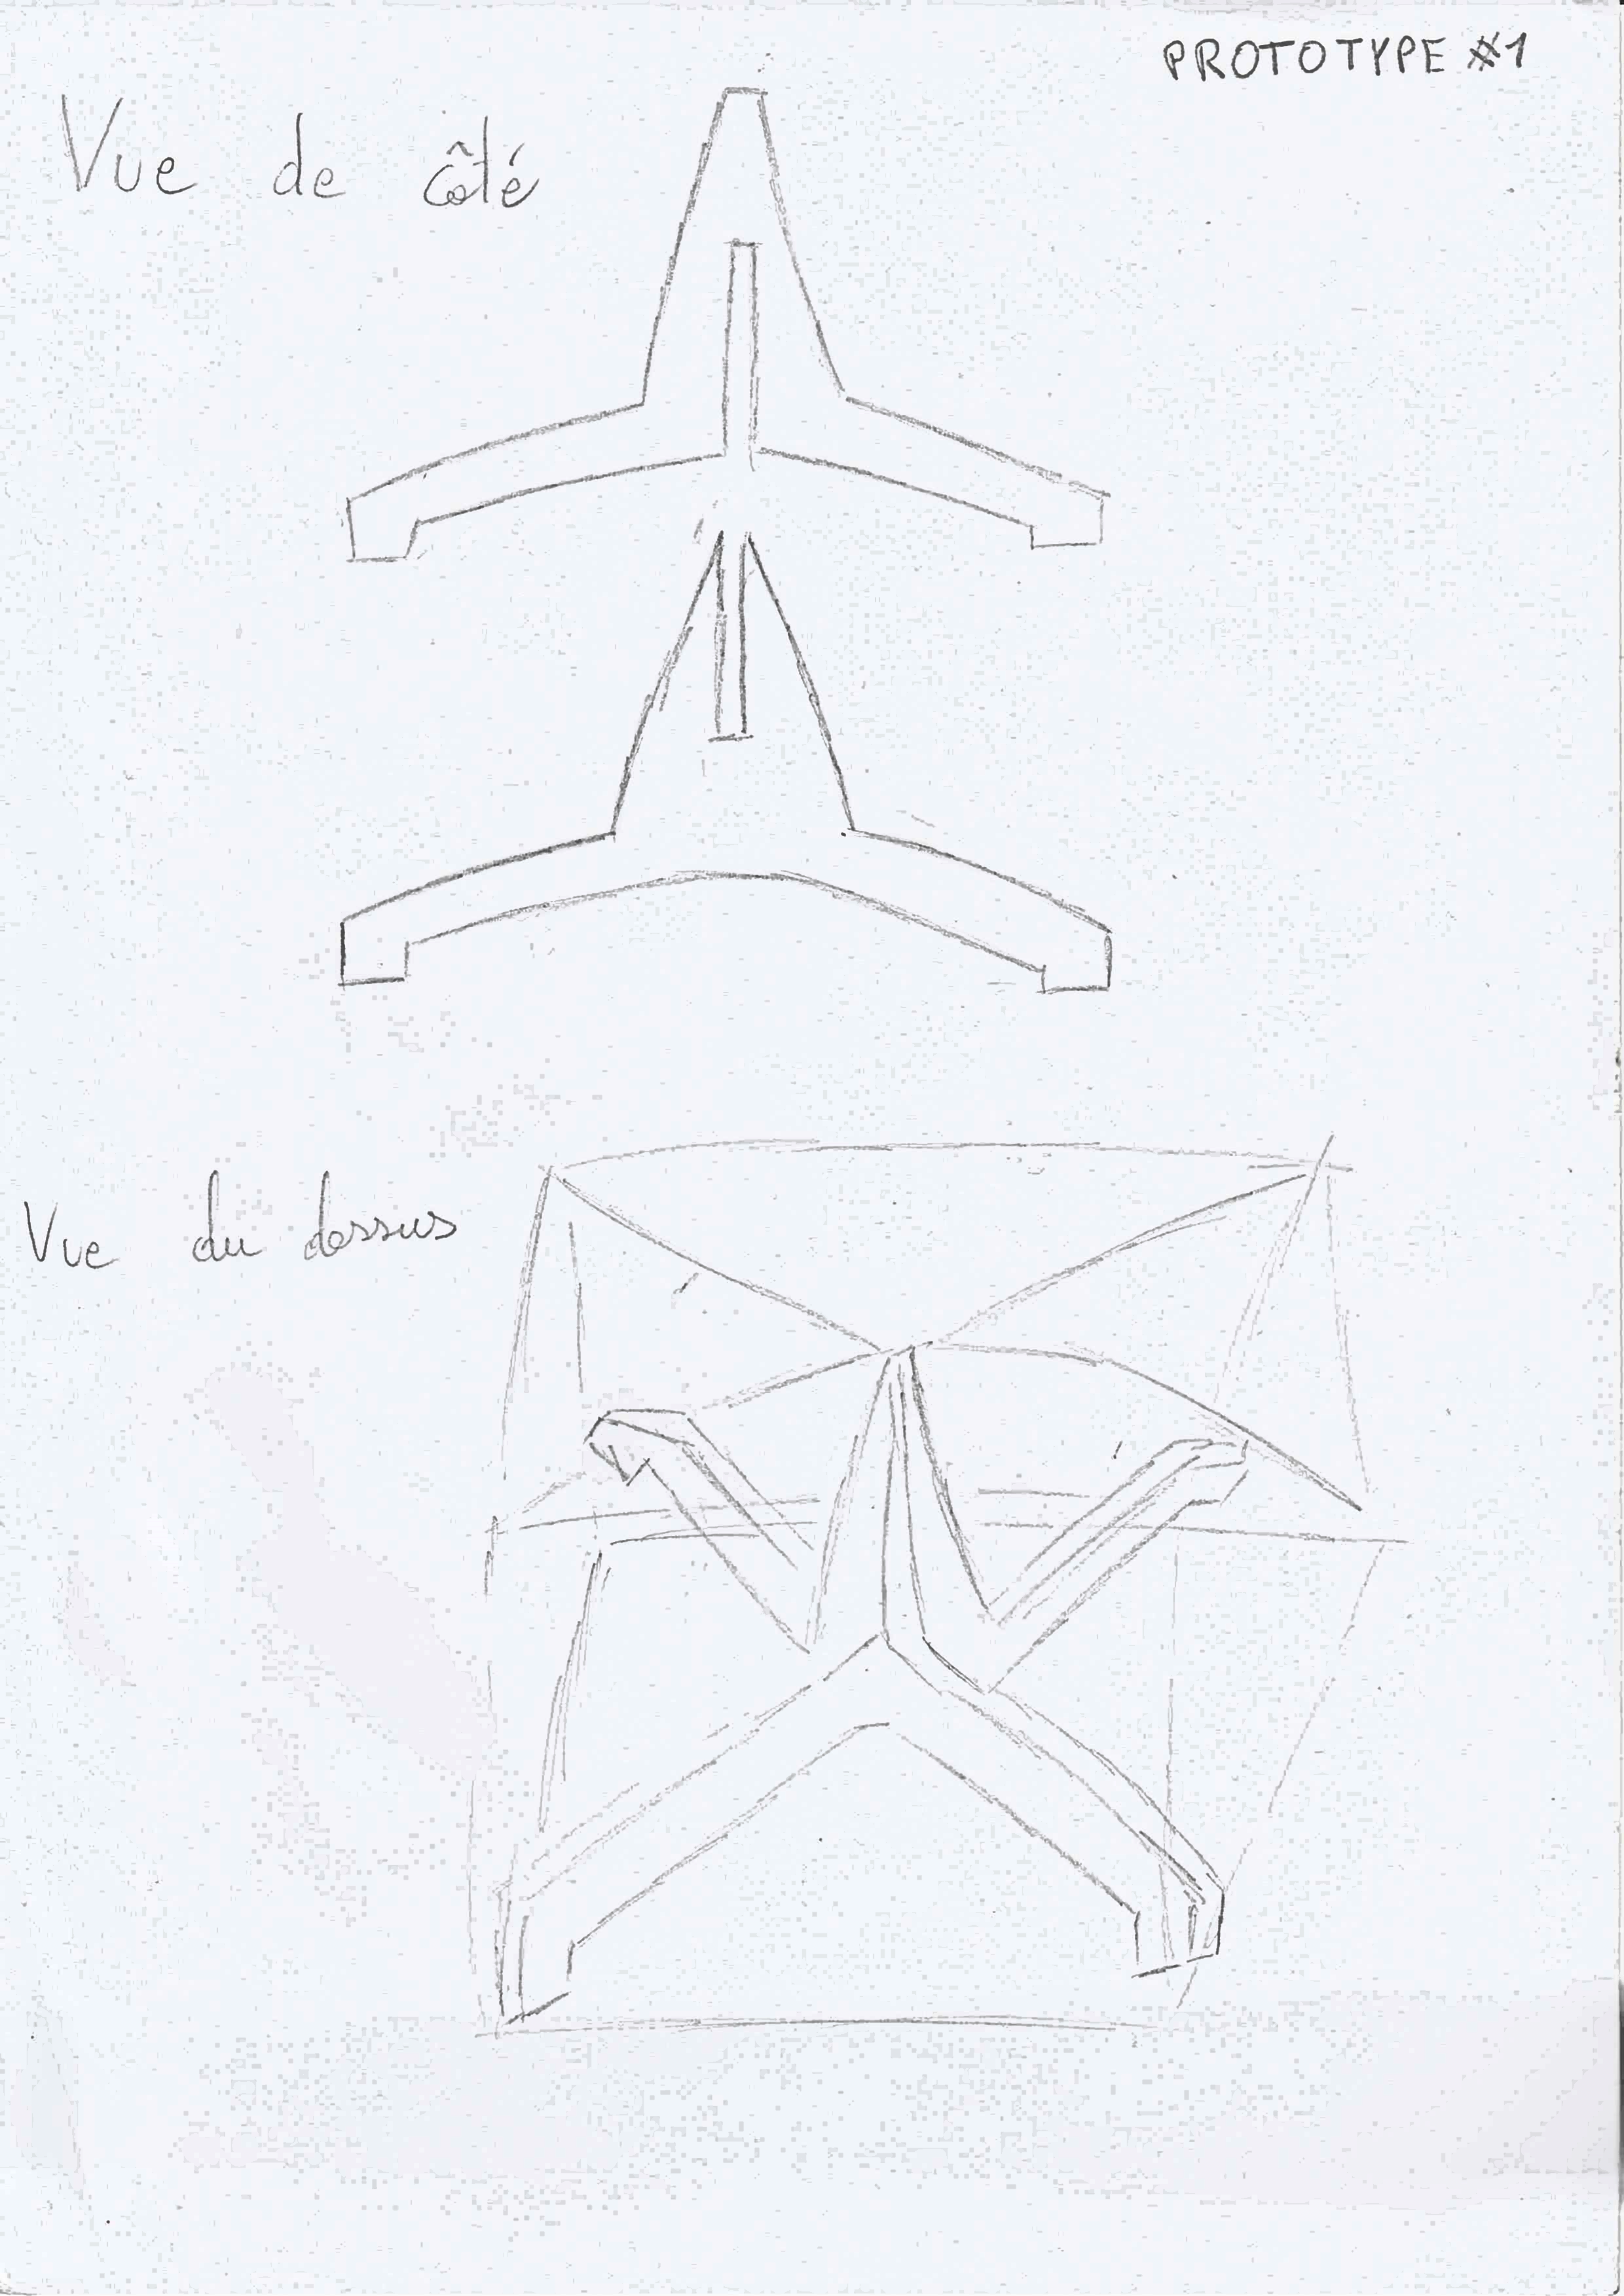 PROTOTYPE #1
Vue de côté
Vue du dessus